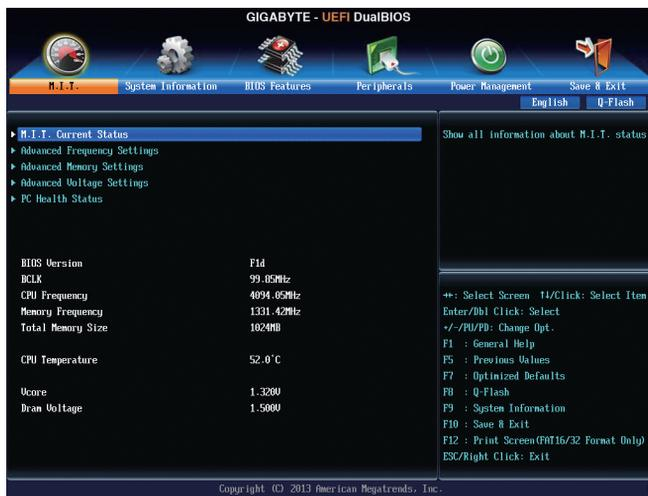 GIGABYTE - UEFI DualBIOS
M.I.T. System Information BIOS Features Peripherals Power Management Save & Exit
English Q-Flash
M.I.T. Current Status
Advanced Frequency Settings
Advanced Memory Settings
Advanced Voltage Settings
PC Health Status
BIOS Version F1d
BCLK 99.85MHz
CPU Frequency 4094.05MHz
Memory Frequency 1331.42MHz
Total Memory Size 1024MB
CPU Temperature 52.0°C
Vcore 1.320V
Dram Voltage 1.500V
Show all information about M.I.T. status
→←: Select Screen ↑↓/Click: Select Item
Enter/Dbl Click: Select
+/-/PU/PD: Change Opt.
F1 : General Help
F5 : Previous Values
F7 : Optimized Defaults
F8 : Q-Flash
F9 : System Information
F10 : Save & Exit
F12 : Print Screen(FAT16/32 Format Only)
ESC/Right Click: Exit
Copyright (C) 2013 American Megatrends, Inc.